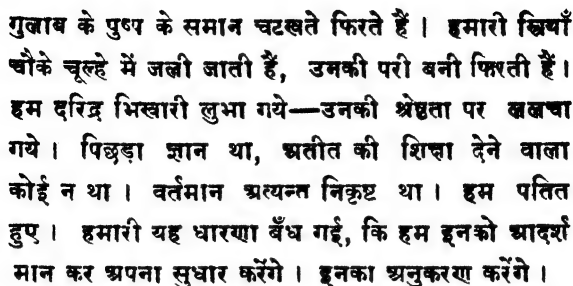 गुलाब के पुष्प के समान चटखते फिरते हैं। हमारी स्त्रियाँ
चौके चूल्हे में जली जाती हैं, उनकी परी बनी फिरती हैं।
हम दरिद्र भिखारी लुभा गये—उनकी श्रेष्ठता पर ललचा
गये। पिछड़ा ज्ञान था, अतीत की शिक्षा देने वाला
कोई न था। वर्तमान अत्यन्त निकृष्ट था। हम पतित
हुए। हमारी यह धारणा बँध गई, कि हम इनको आदर्श
मान कर अपना सुधार करेंगे। इनका अनुकरण करेंगे।